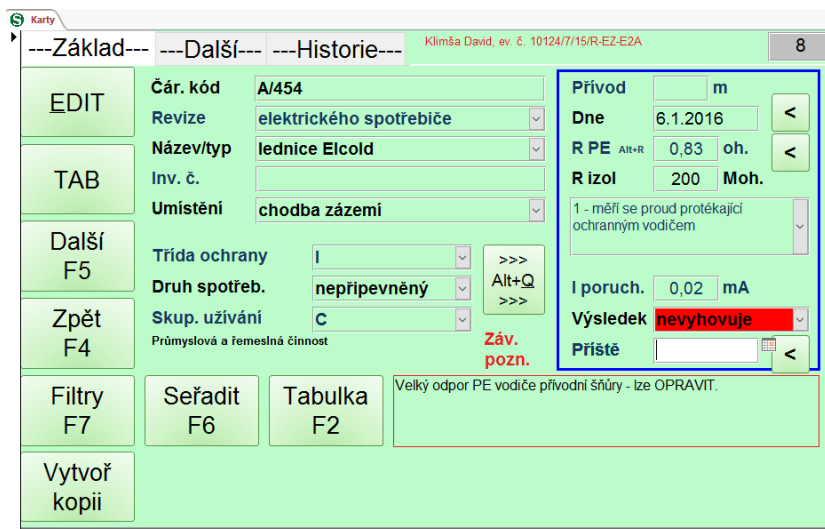 Karty
---Základ--- ---Další--- ---Historie---
Klimša David, ev. č. 10124/7/15/R-EZ-E2A
8
EDIT
TAB
Další
F5
Zpět
F4
Filtry
F7
Vytvoř
kopii
Čár. kód A/454
Revize elektrického spotřebiče
Název/typ lednice Elcold
Inv. č.
Umístění chodba zázemí
Třída ochrany I
Druh spotřeb. nepřipevněný
Skup. užívání C
Průmyslová a řemeslná činnost
>>>
Alt+Q
>>>
Záv.
pozn.
Přívod m
Dne 6.1.2016 <
R PE Alt+R 0,83 oh. <
R izol 200 Moh.
1 - měří se proud protékající
ochranným vodičem
I poruch. 0,02 mA
Výsledek nevyhovuje
Příště <
Seřadit
F6
Tabulka
F2
Velký odpor PE vodiče přívodní šňůry - lze OPRAVIT.